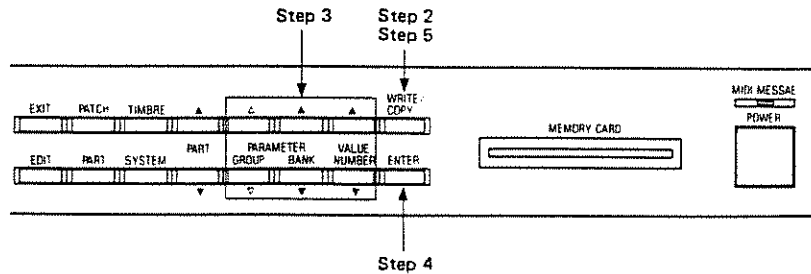 Step 3
Step 2
Step 5
EXIT PATCH TIMBRE ▲ △ ▲ ▲ WRITE/
COPY
MIDI MESSAE
POWER
MEMORY CARD
EDIT PART SYSTEM PART PARAMETER
GROUP BANK VALUE
NUMBER ENTER
▼ ▽ ▼ ▼
Step 4